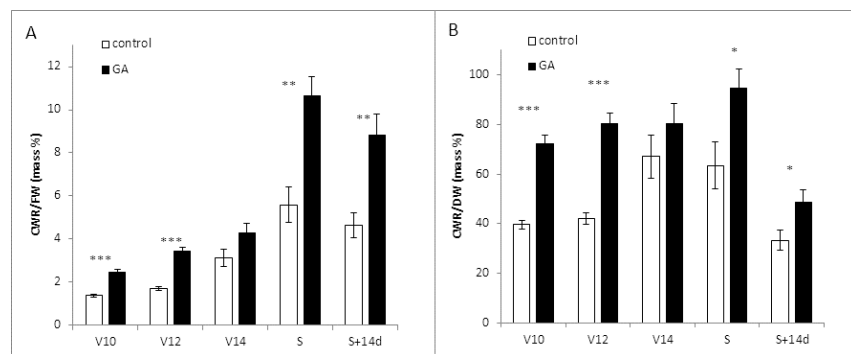 A
control
GA
CWR/FW (mass %)
12
10
8
6
4
2
0
***
***
**
**
V10 V12 V14 S S+14d
B
control
GA
CWR/DW (mass %)
100
80
60
40
20
0
***
***
*
*
V10 V12 V14 S S+14d